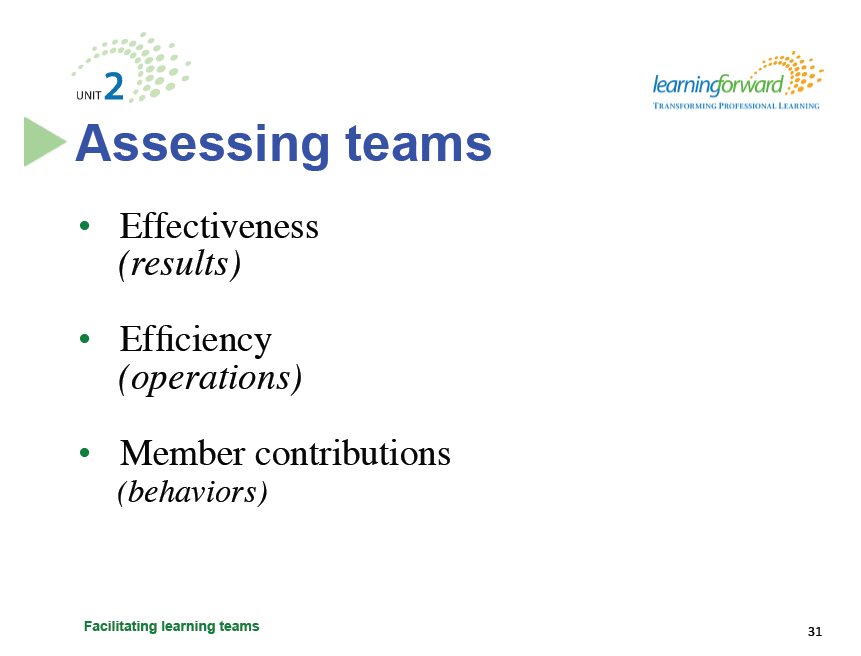 UNIT 2
learningforward
TRANSFORMING PROFESSIONAL LEARNING
Assessing teams
• Effectiveness
(results)
• Efficiency
(operations)
• Member contributions
(behaviors)
Facilitating learning teams
31